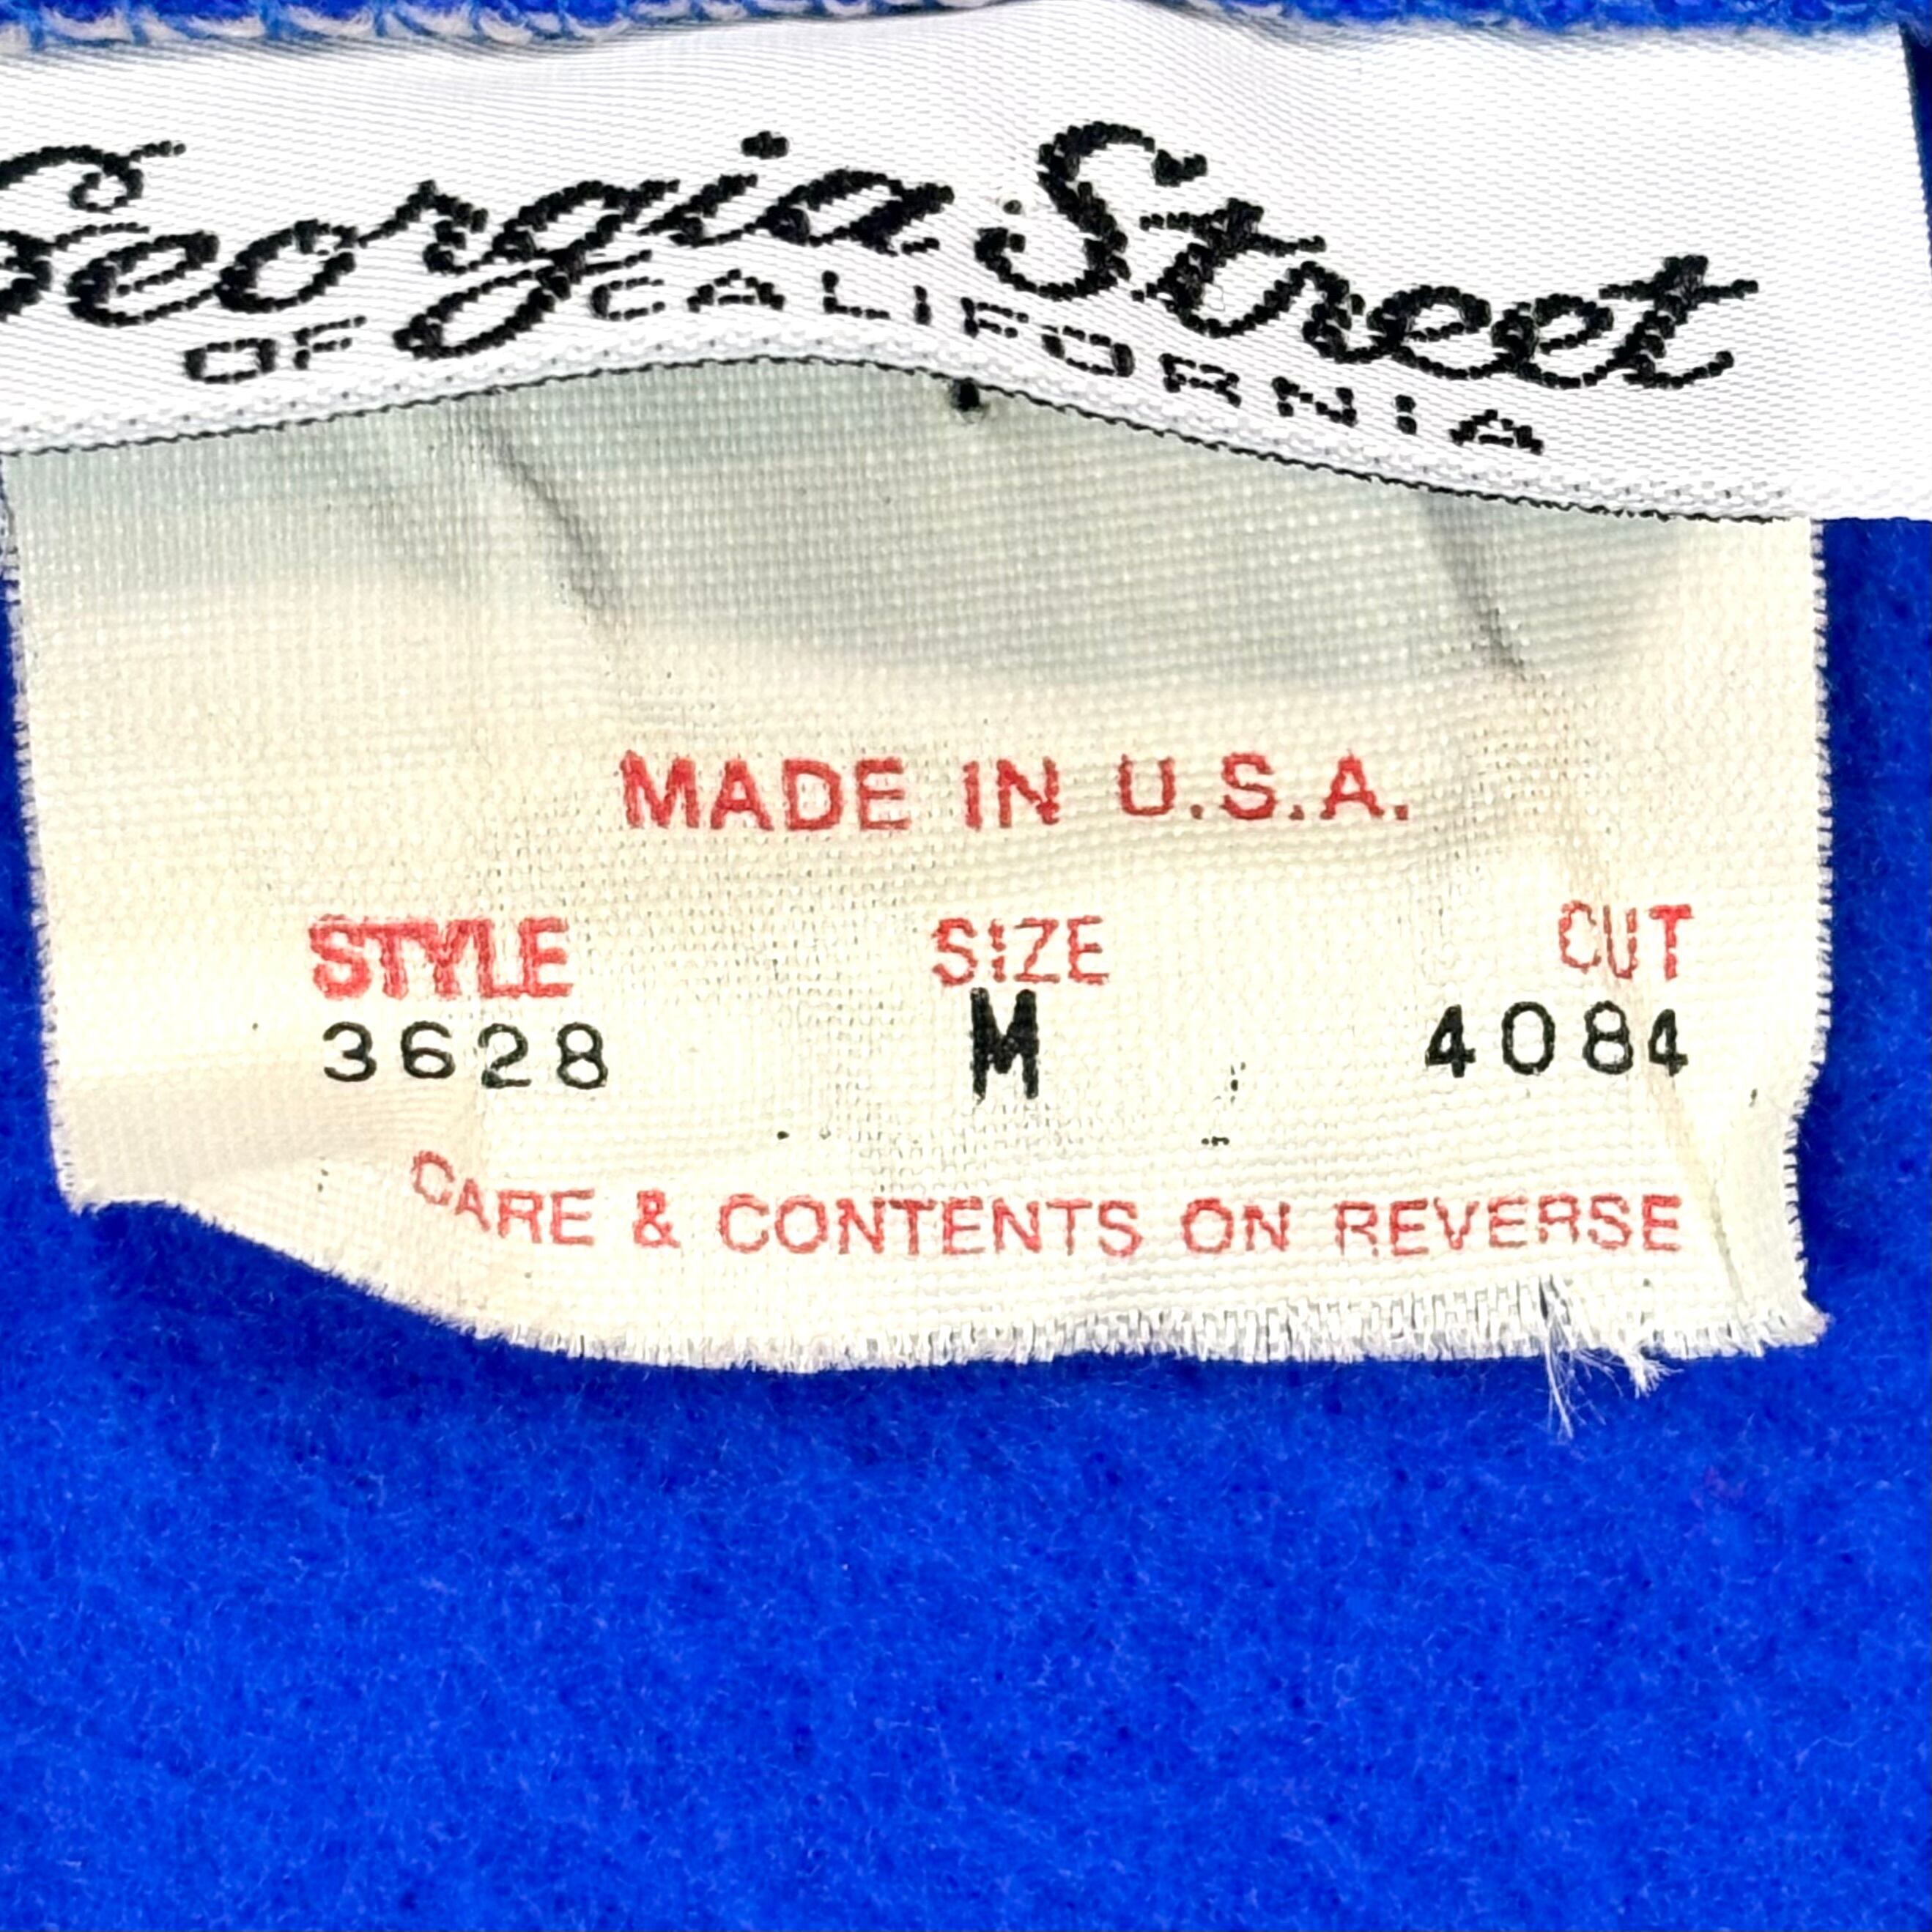 Georgia Street
OF CALIFORNIA
MADE IN U.S.A.
STYLE SIZE CUT
3628 M 4084
CARE & CONTENTS ON REVERSE